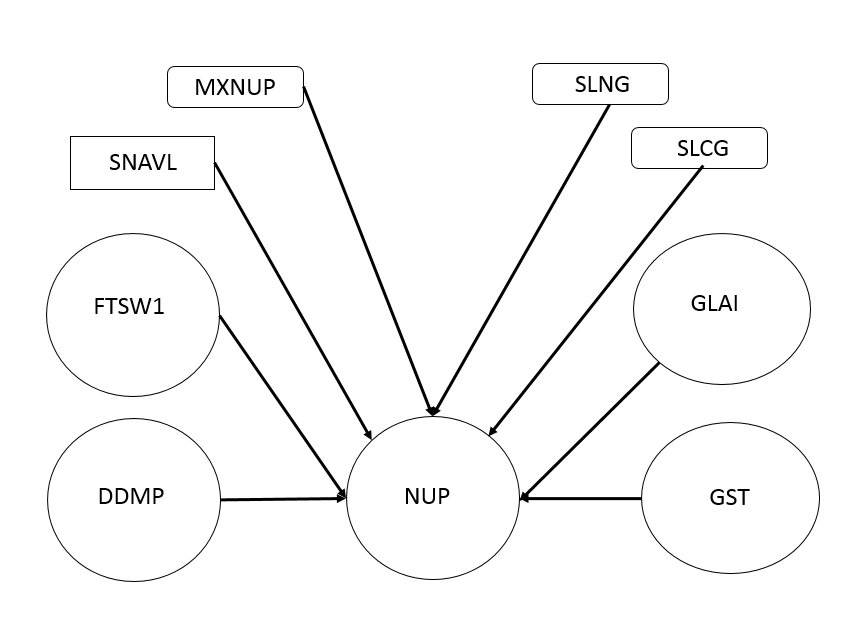 MXNUP
SLNG
SNAVL
SLCG
FTSW1
GLAI
DDMP
NUP
GST